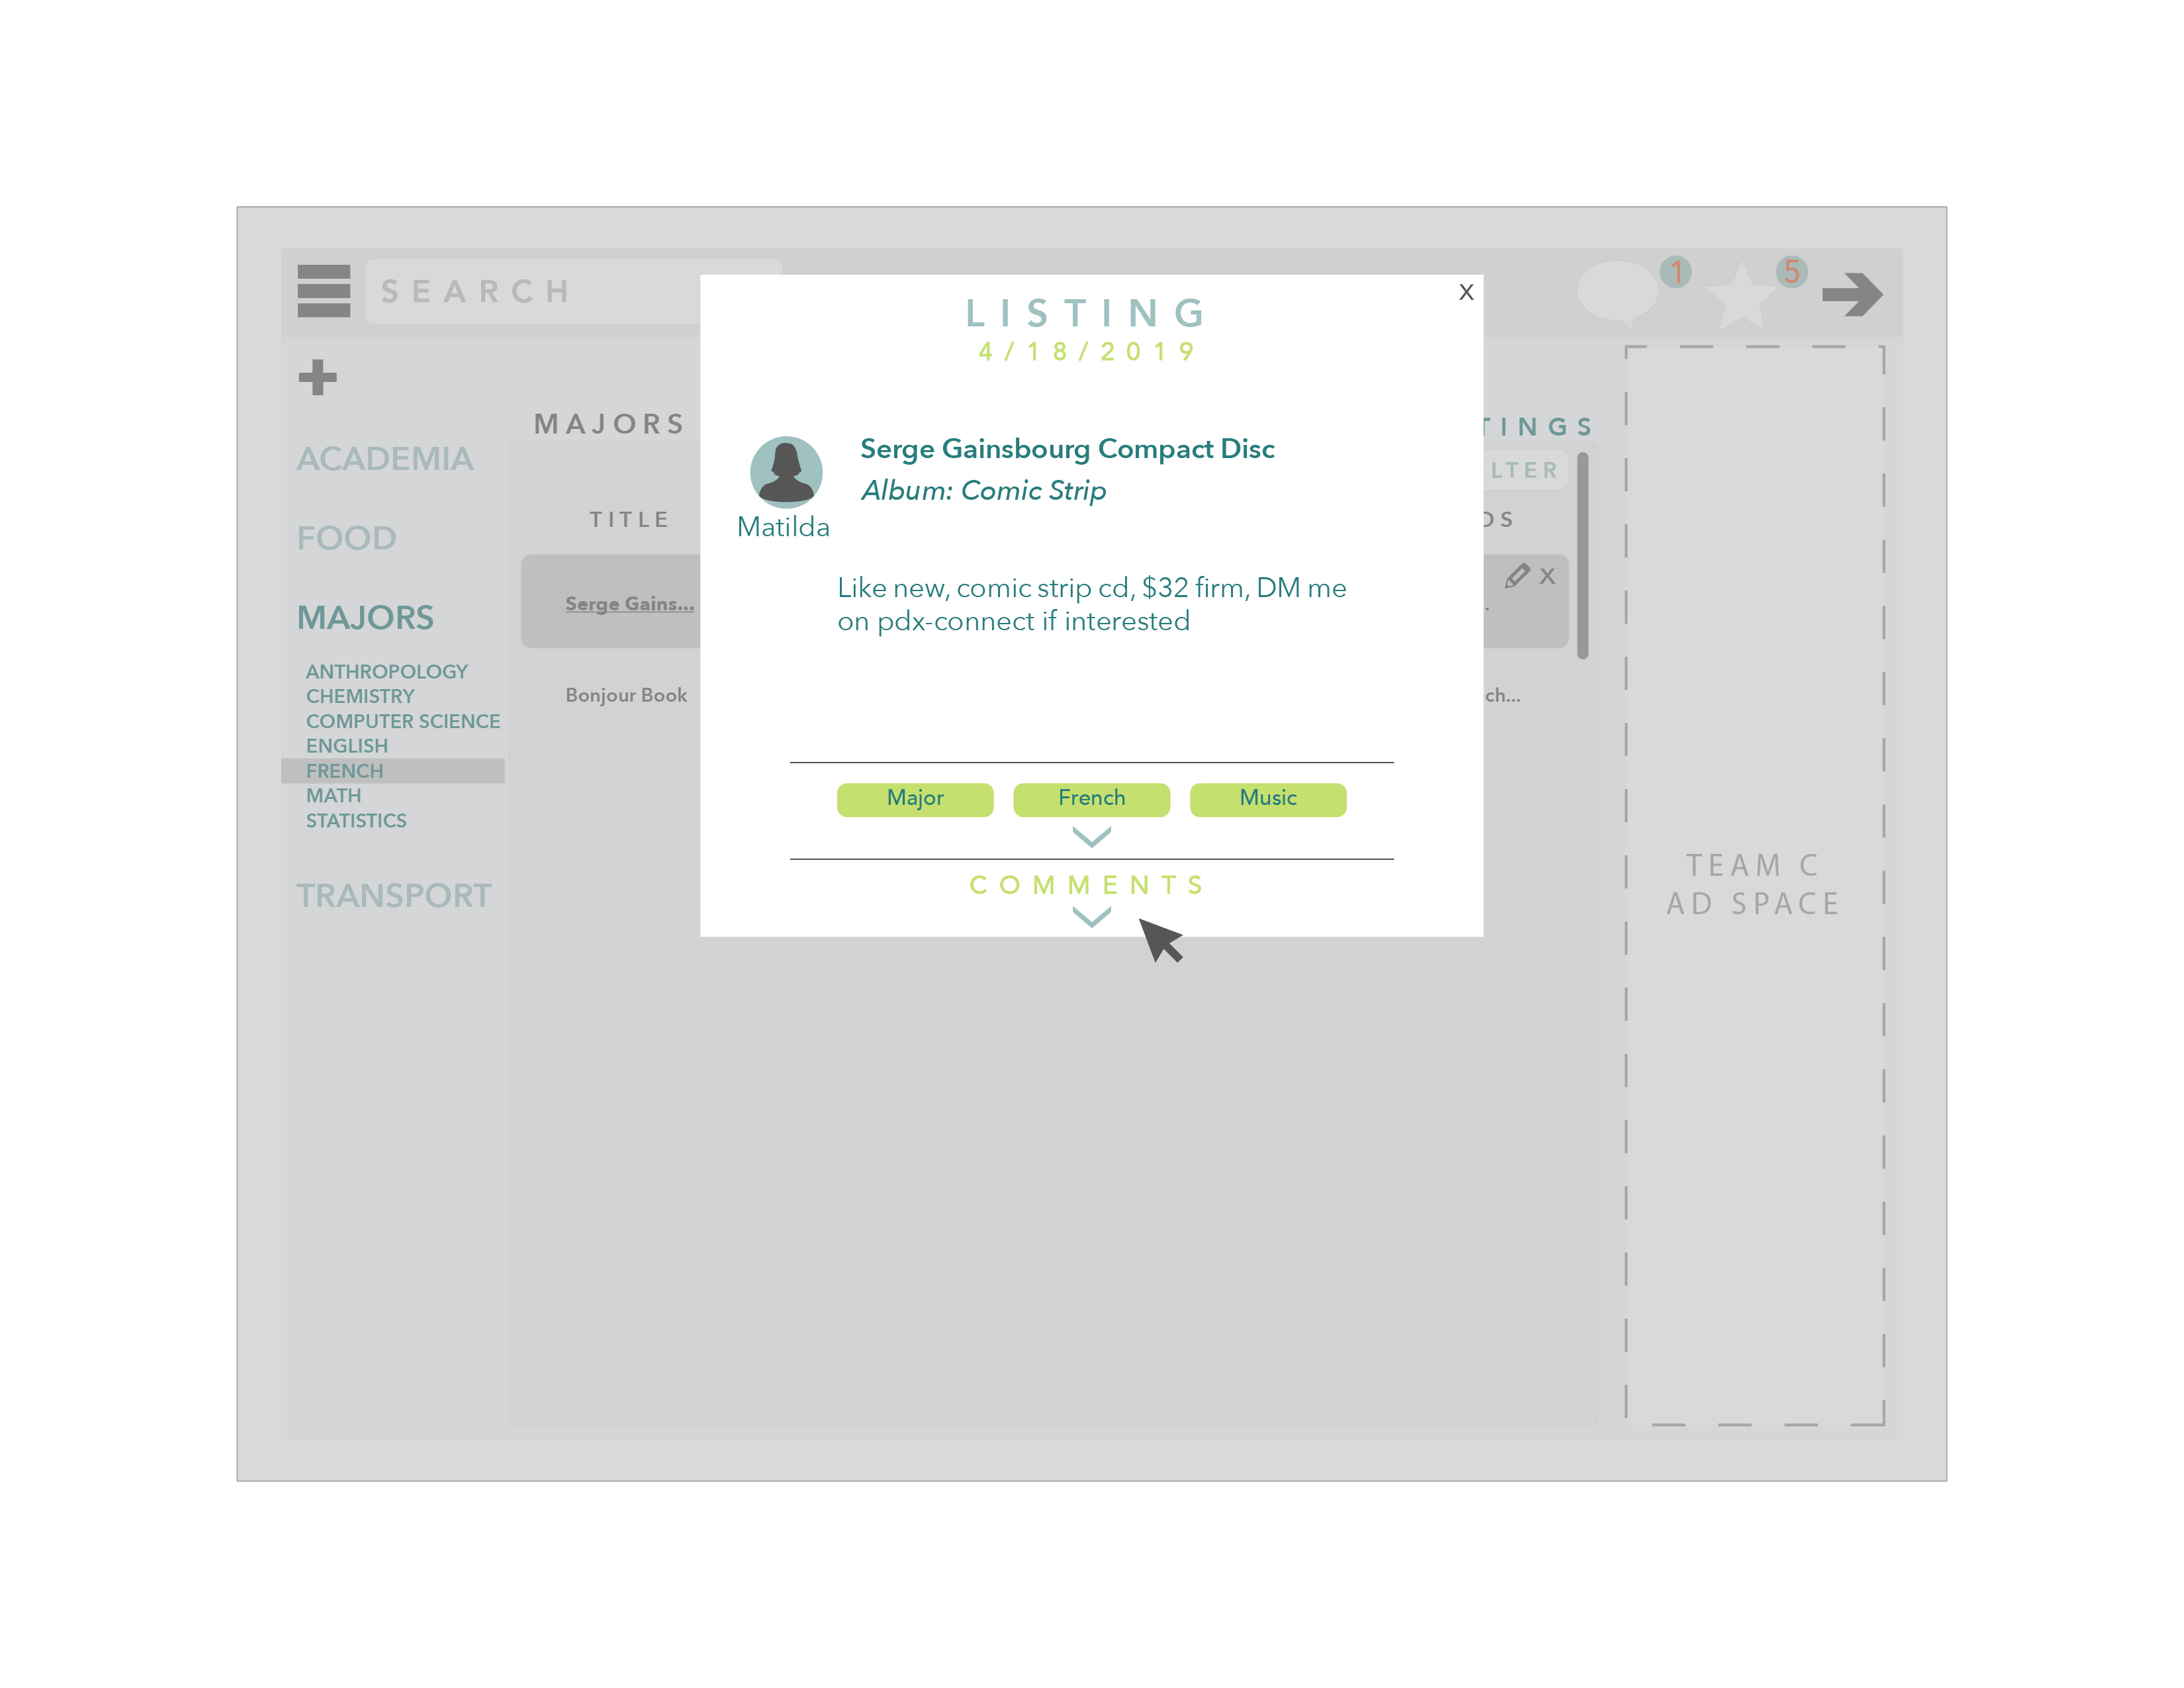 SEARCH
1
5
X
LISTING
4/18/2019
MAJORS
TINGS
ACADEMIA
FOOD
MAJORS
ANTHROPOLOGY
CHEMISTRY
COMPUTER SCIENCE
ENGLISH
FRENCH
MATH
STATISTICS
TRANSPORT
LTER
TITLE
DS
Serge Gains...
X
Bonjour Book
ch...
Serge Gainsbourg Compact Disc
Album: Comic Strip
Matilda
Like new, comic strip cd, $32 firm, DM me
on pdx-connect if interested
Major French Music
COMMENTS
TEAM C
AD SPACE